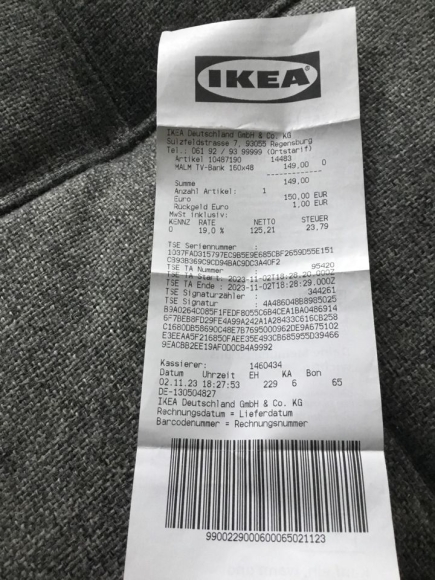 IKEA
IKEA Deutschland GmbH & Co. KG
Sulzfeldstrasse 7, 93055 Regensburg
Tel.: 061 92 / 93 99999 (Ortstarif)
Artikel 10487190 14483
MALM TV-Bank 160x48 149,00 0
------------
Summe 149,00
Anzahl Artikel: 1
Euro 150,00 EUR
Rückgeld Euro 1,00 EUR
MwSt inklusiv:
KENNZ RATE NETTO STEUER
0 19,0 % 125,21 23,79
TSE Seriennummer :
1037FAD315797EC9B5E9E685CBF2659D55E151
C393B369C9CD94BAC9DC3A40F2
TSE TA Nummer : 95420
TSE TA Start: 2023-11-02T18:28:20.000Z
TSE TA Ende : 2023-11-02T18:28:29.000Z
TSE Signaturzähler : 344261
TSE Signatur : 4A486048B8985025
B9A0264C085F1FEDFB055C6B4CEA1BA0486914
6F7BEB8FD29FE4A99A242A1A28433C616CB258
C1680DB58690C48E7B7695000962DE9A675102
E3EEAA5F216850FAEE35E493CB685955D39466
9EACBB2EE19AF0D0CB4A9992
Kassierer: 1460434
Datum Uhrzeit EH KA Bon
02.11.23 18:27:53 229 6 65
DE-130504827
IKEA Deutschland GmbH & Co. KG
Rechnungsdatum = Lieferdatum
Barcodenummer = Rechnungsnummer
9900229000600065021123